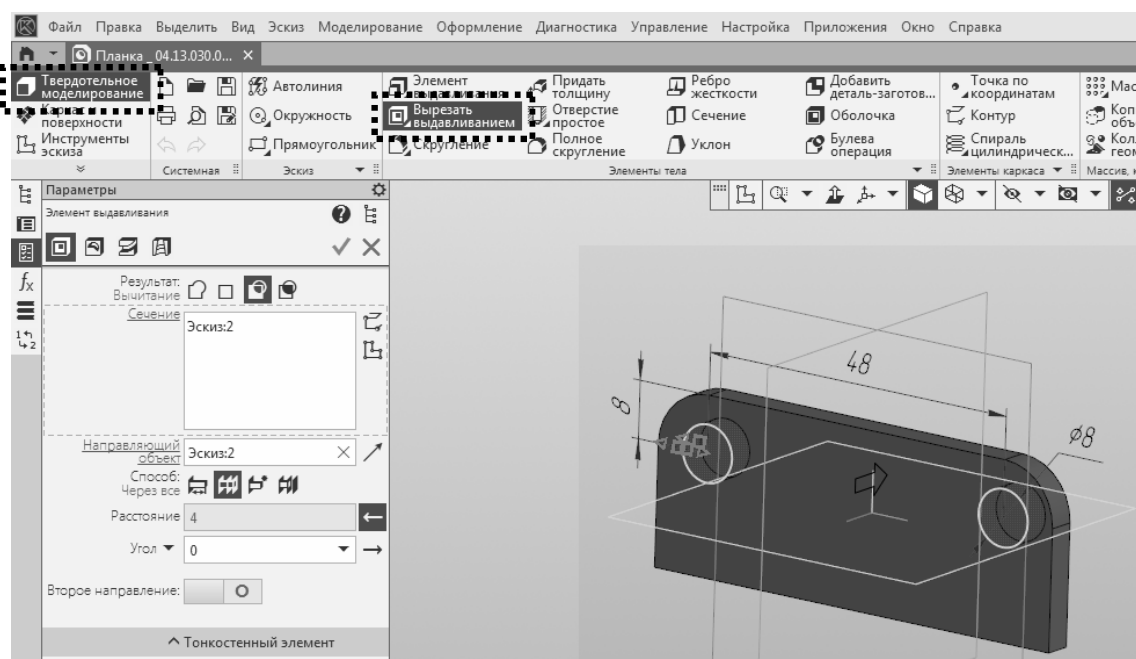 Файл Правка Выделить Вид Эскиз Моделирование Оформление Диагностика Управление Настройка Приложения Окно Справка
Планка _ 04.13.030.0...
Твердотельное моделирование
Каркас и поверхности
Инструменты эскиза
Системная
Автолиния
Окружность
Прямоугольник
Эскиз
Элемент выдавливания
Вырезать выдавливанием
Скругление
Придать толщину
Отверстие простое
Полное скругление
Ребро жесткости
Сечение
Уклон
Добавить деталь-заготов...
Оболочка
Булева операция
Элементы тела
Точка по координатам
Контур
Спираль цилиндрическ...
Элементы каркаса
Массив,
Параметры
Элемент выдавливания
Результат:
Вычитание
Сечение
Эскиз:2
Направляющий
объект
Эскиз:2
Способ:
Через все
Расстояние 4
Угол 0
Второе направление:
Тонкостенный элемент
48
8
⌀8